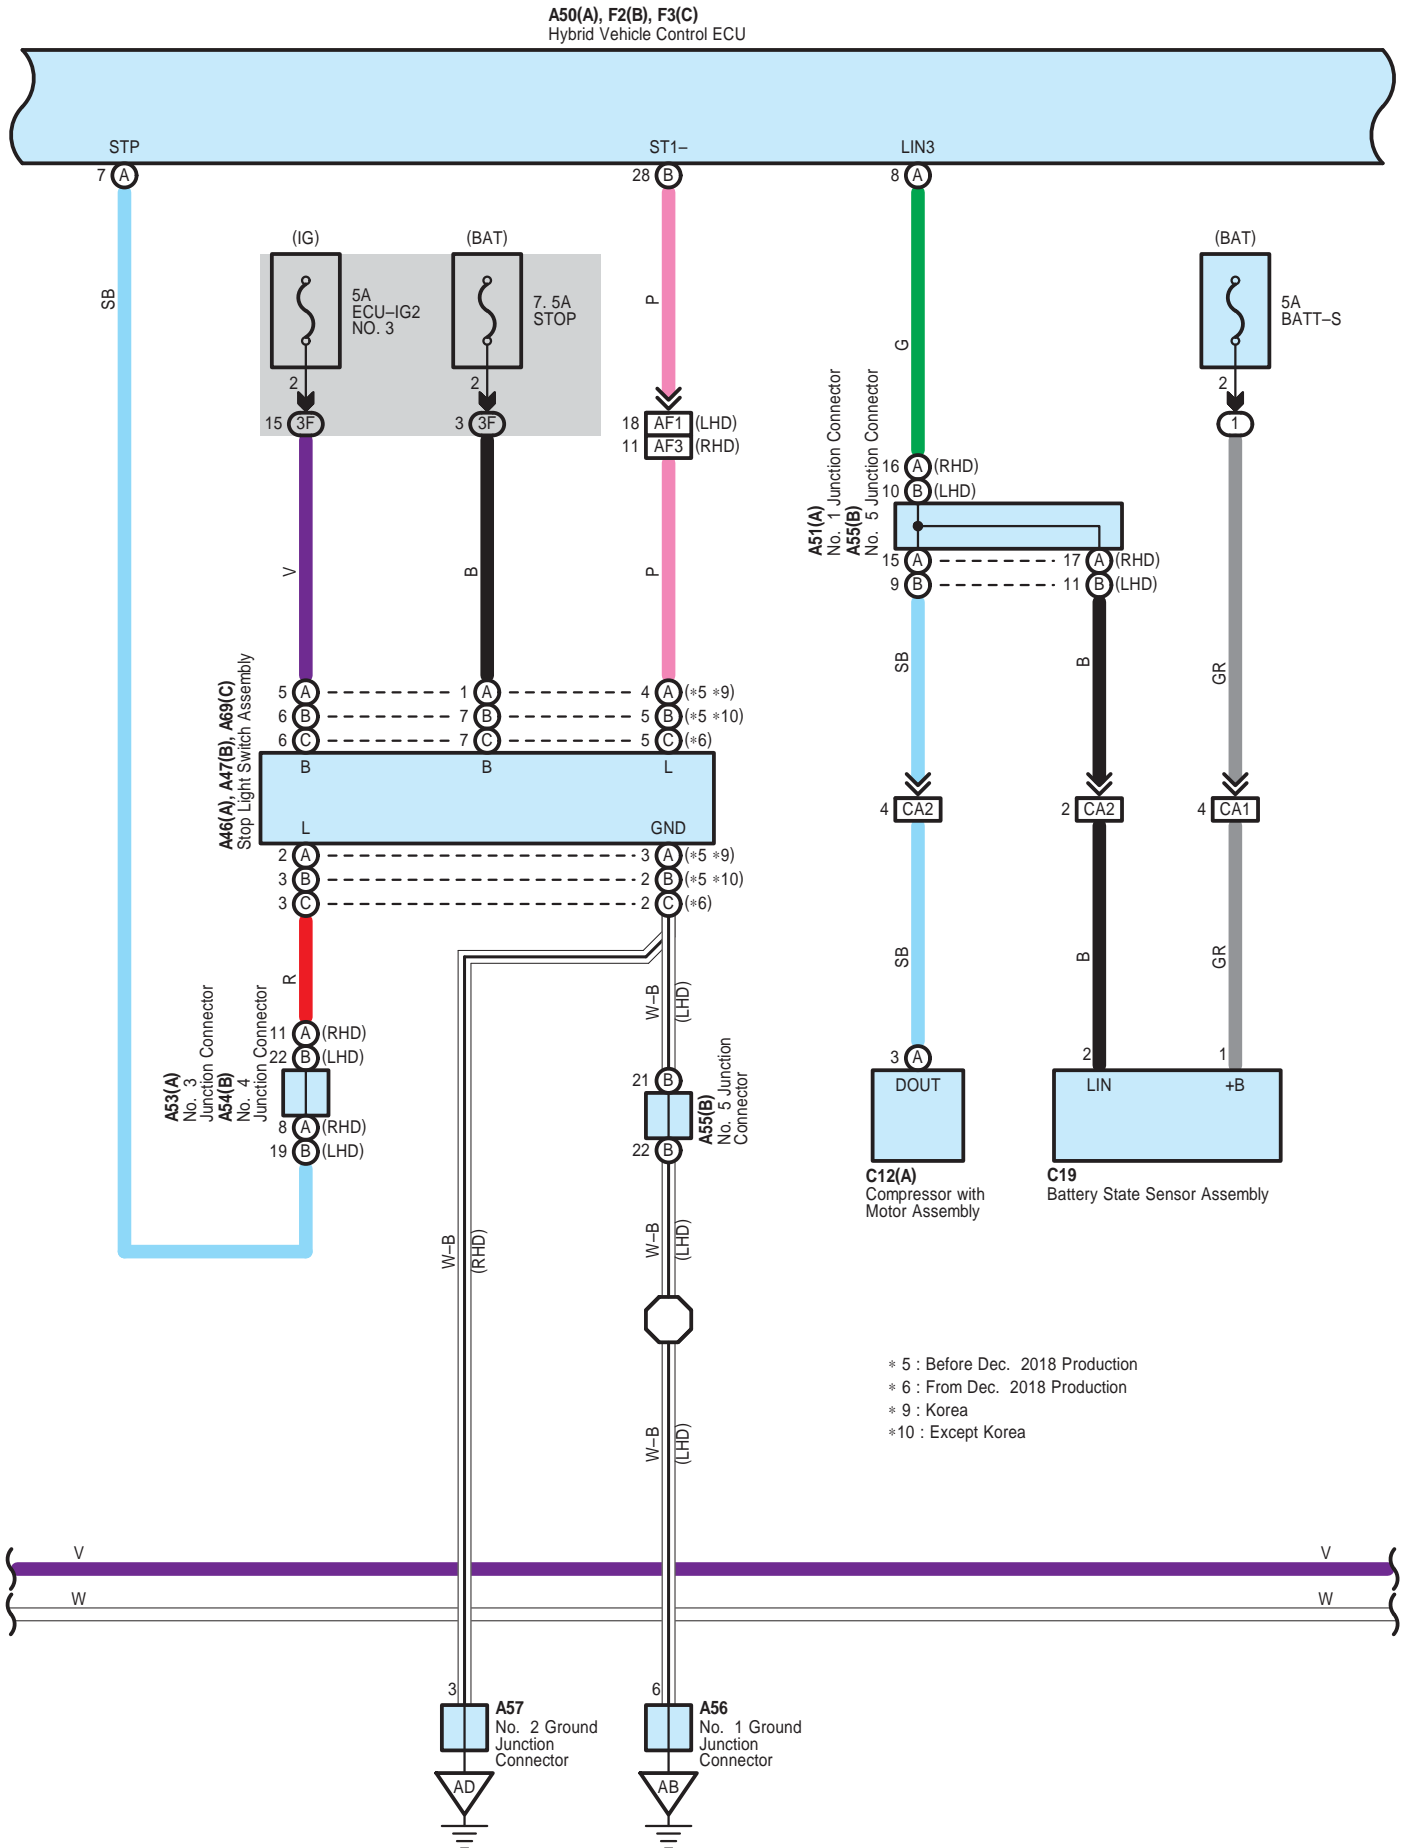 A50(A), F2(B), F3(C)
Hybrid Vehicle Control ECU
STP
ST1–
LIN3
7 A
28 B
8 A
(IG)
(BAT)
(BAT)
SB
5A
ECU–IG2
NO. 3
7. 5A
STOP
P
G
5A
BATT–S
2
2
2
15 3F
3 3F
18 AF1 (LHD)
11 AF3 (RHD)
1
A51(A)
No. 1 Junction Connector
A55(B)
No. 5 Junction Connector
16 A (RHD)
10 B (LHD)
15 A
17 A (RHD)
9 B
11 B (LHD)
V
B
P
SB
B
GR
A46(A), A47(B), A69(C)
Stop Light Switch Assembly
5 A
1 A
4 A (*5 *9)
6 B
7 B
5 B (*5 *10)
6 C
7 C
5 C (*6)
B
B
L
L
GND
4 CA2
2 CA2
4 CA1
2 A
3 A (*5 *9)
3 B
2 B (*5 *10)
3 C
2 C (*6)
R
W–B
(LHD)
SB
B
GR
A53(A)
No. 3
Junction Connector
A54(B)
No. 4
Junction Connector
11 A (RHD)
22 B (LHD)
8 A (RHD)
19 B (LHD)
21 B
22 B
A55(B)
No. 5 Junction
Connector
3 A
2
1
DOUT
LIN
+B
C12(A)
Compressor with
Motor Assembly
C19
Battery State Sensor Assembly
W–B
(RHD)
W–B
(LHD)
W–B
(LHD)
* 5 : Before Dec. 2018 Production
* 6 : From Dec. 2018 Production
* 9 : Korea
*10 : Except Korea
V
V
W
W
3
6
A57
No. 2 Ground
Junction
Connector
A56
No. 1 Ground
Junction
Connector
AD
AB